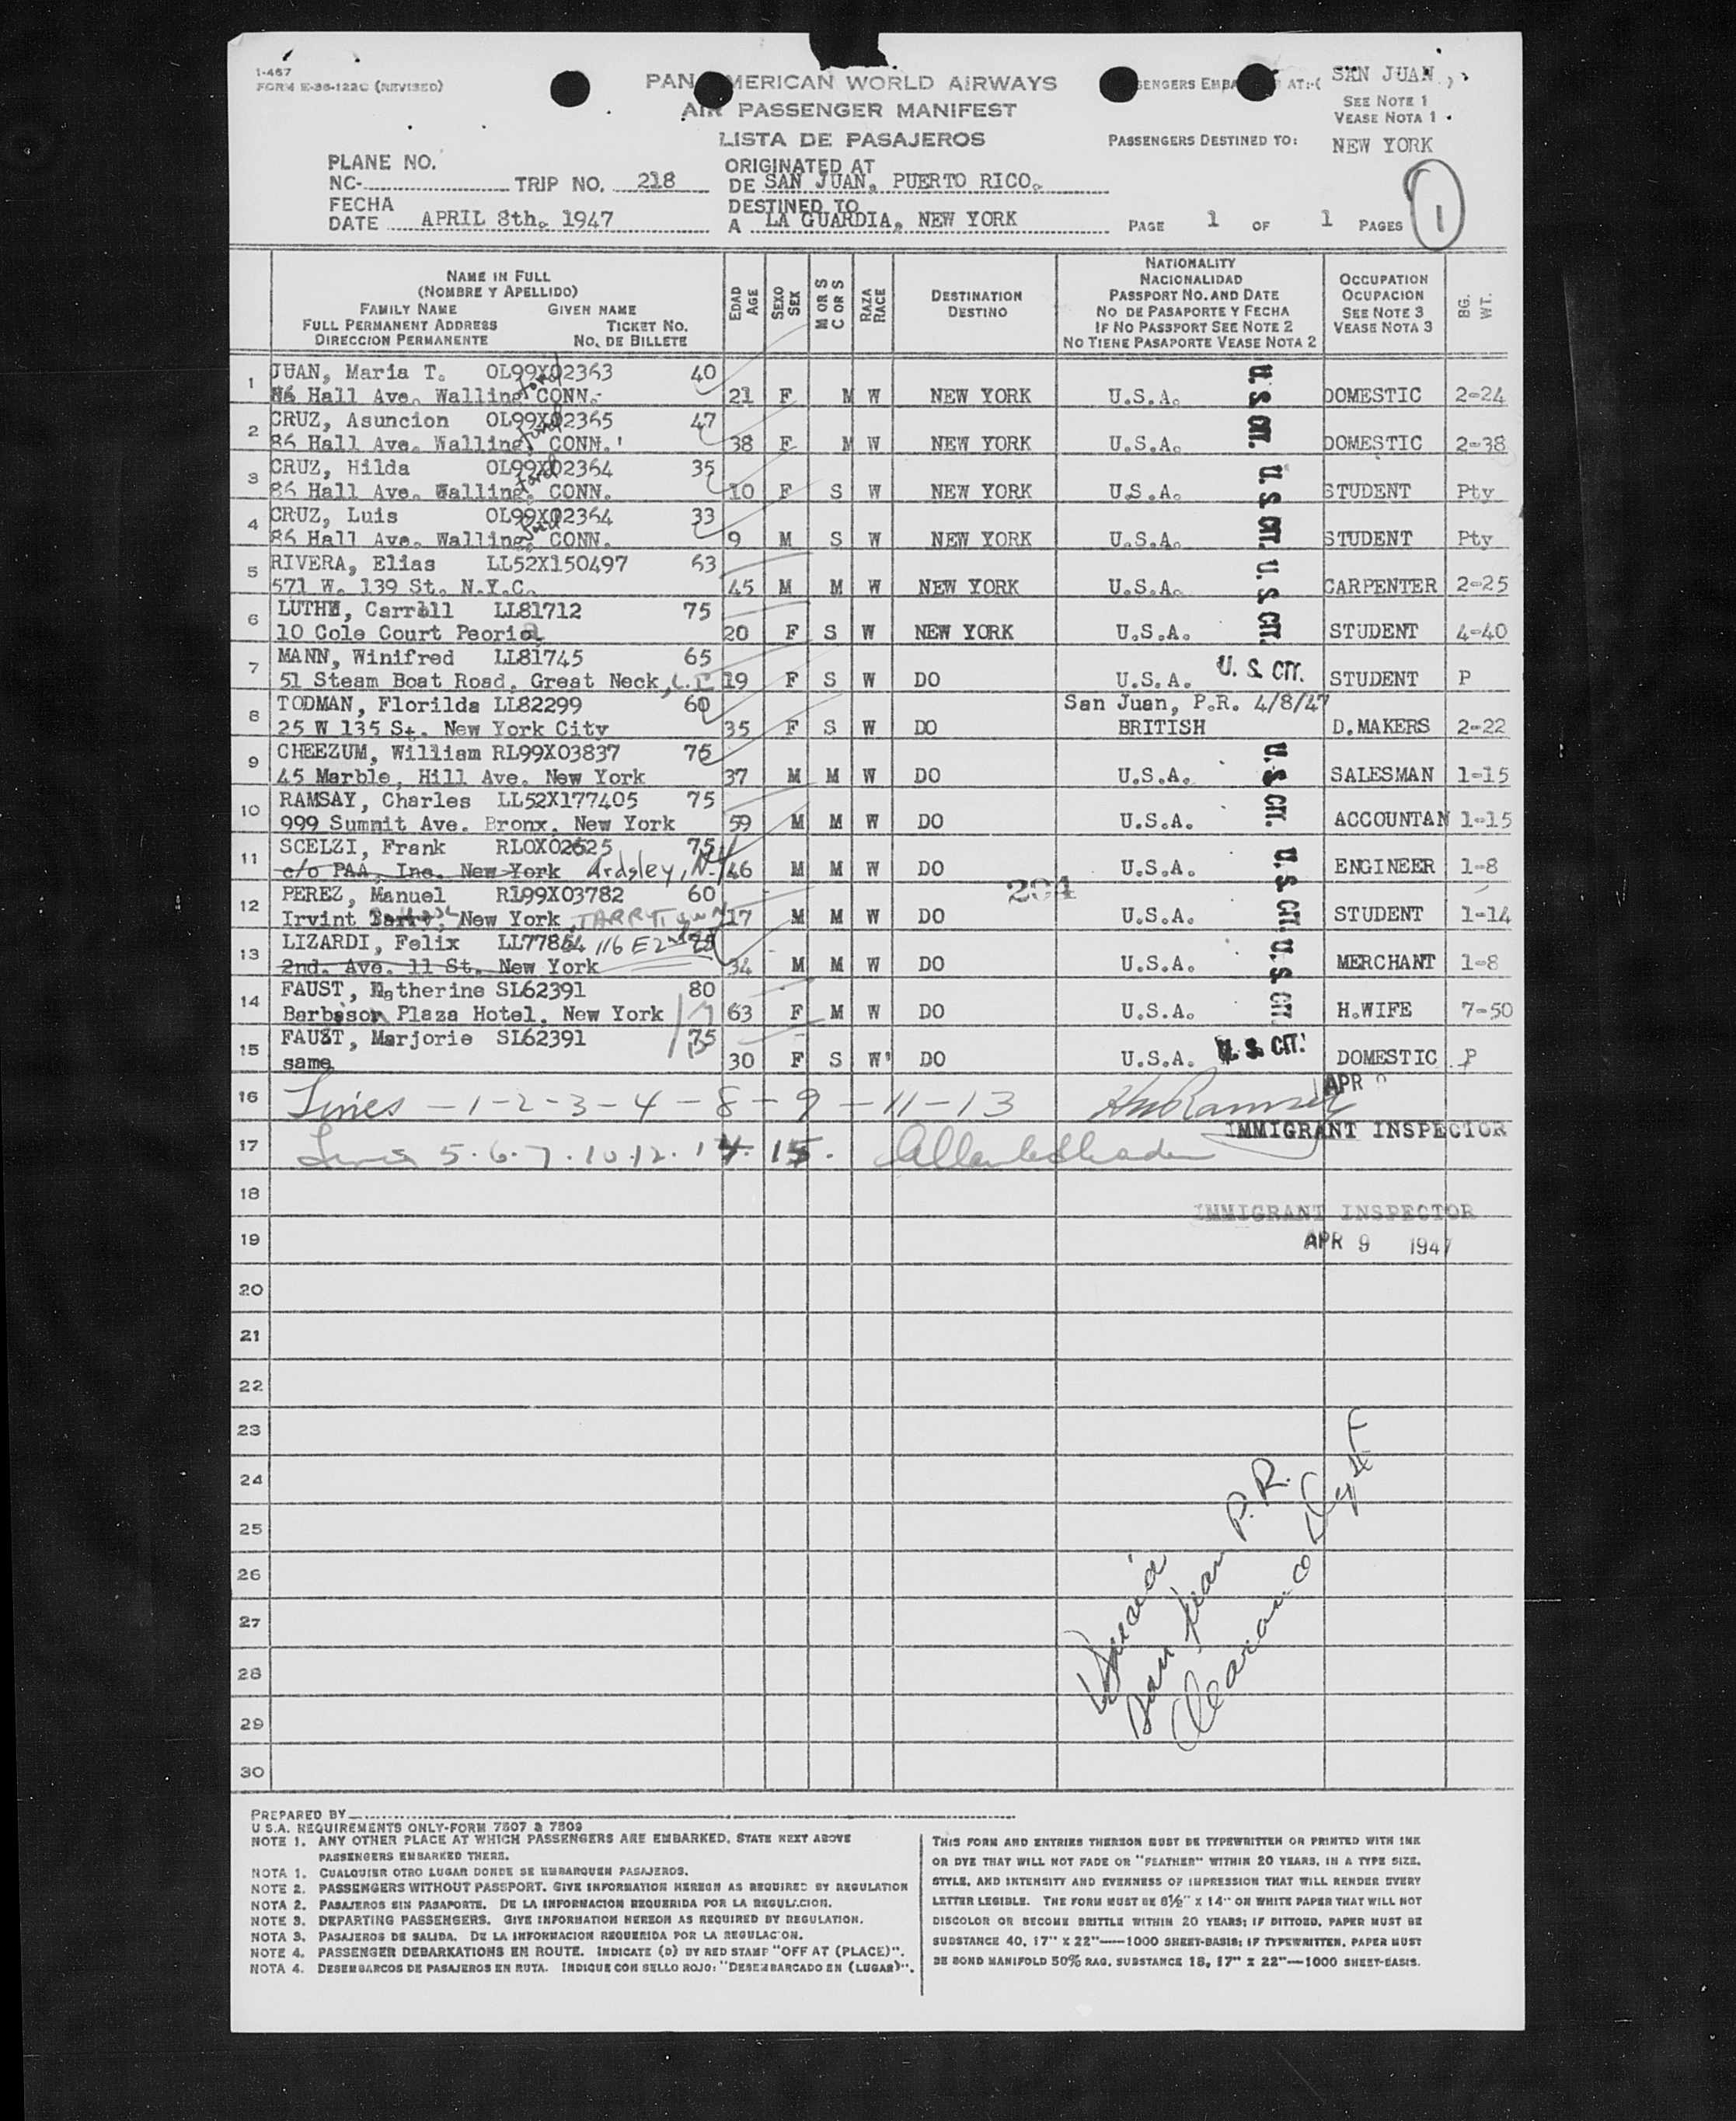 1-467
FORM E-36-122C (REVISED)
PAN AMERICAN WORLD AIRWAYS
AIR PASSENGER MANIFEST
LISTA DE PASAJEROS
AT:-( SAN JUAN )
SEE NOTE 1
VEASE NOTA 1
PASSENGERS DESTINED TO: NEW YORK
PLANE NO.
NC- TRIP NO. 218
ORIGINATED AT
DE SAN JUAN, PUERTO RICO.
FECHA
DATE APRIL 8th. 1947
DESTINED TO
A LA GUARDIA, NEW YORK
PAGE 1 OF 1 PAGES
1
NAME IN FULL
(NOMBRE Y APELLIDO)
FAMILY NAME GIVEN NAME
FULL PERMANENT ADDRESS TICKET NO.
DIRECCION PERMANENTE NO. DE BILLETE
EDAD AGE
SEXO SEX
M OR S C OR S
RAZA RACE
DESTINATION
DESTINO
NATIONALITY
NACIONALIDAD
PASSPORT NO. AND DATE
NO DE PASAPORTE Y FECHA
IF NO PASSPORT SEE NOTE 2
NO TIENE PASAPORTE VEASE NOTA 2
OCCUPATION
OCUPACION
SEE NOTE 3
VEASE NOTA 3
BG. WT.
1 JUAN, Maria T. OL99X02363 40
86 Hall Ave. Walling ford CONN. 21 F M W NEW YORK U.S.A. U.S CIT. DOMESTIC 2-24
2 CRUZ, Asuncion OL99X02365 47
86 Hall Ave. Walling ford CONN. 38 F M W NEW YORK U.S.A. DOMESTIC 2-38
3 CRUZ, Hilda OL99X02364 35
86 Hall Ave. Walling. ford CONN. 10 F S W NEW YORK U.S.A. U.S CIT. STUDENT Pty
4 CRUZ, Luis OL99X02364 33
86 Hall Ave. Walling. ford CONN. 9 M S W NEW YORK U.S.A. STUDENT Pty
5 RIVERA, Elias LL52X150497 63
571 W. 139 St. N.Y.C. 45 M M W NEW YORK U.S.A. U.S CIT. CARPENTER 2-25
6 LUTHE, Carroll LL81712 75
10 Cole Court Peoria 20 F S W NEW YORK U.S.A. STUDENT 4-40
7 MANN, Winifred LL81745 65
51 Steam Boat Road, Great Neck, L.I. 19 F S W DO U.S.A. U. S CIT. STUDENT P
8 TODMAN, Florilda LL82299 60 San Juan, P.R. 4/8/47
25 W 135 St. New York City 35 F S W DO BRITISH D.MAKERS 2-22
9 CHEEZUM, William RL99X03837 75
45 Marble, Hill Ave. New York 37 M M W DO U.S.A. U.S CIT. SALESMAN 1-15
10 RAMSAY, Charles LL52X177405 75
999 Summit Ave. Bronx, New York 59 M M W DO U.S.A. ACCOUNTAN 1-15
11 SCELZI, Frank RLOX02625 75
c/o PAA, Inc. New York Ardsley, N.Y. 46 M M W DO U.S.A. U.S CIT. ENGINEER 1-8
294
12 PEREZ, Manuel RL99X03782 60
Irvint New York TARRYTOWN 17 M M W DO U.S.A. STUDENT 1-14
13 LIZARDI, Felix LL77854 116 E 2nd
2nd. Ave. 11 St. New York 34 M M W DO U.S.A. U.S CIT. MERCHANT 1-8
14 FAUST, Katherine SL62391 80
Barbison Plaza Hotel, New York 63 F M W DO U.S.A. H.WIFE 7-50
15 FAUST, Marjorie SL62391 75
same 30 F S W DO U.S.A. U.S CIT. DOMESTIC P
16 Lines - 1 - 2 - 3 - 4 - 8 - 9 - 11 - 13 APR
IMMIGRANT INSPECTOR
17 Lines 5. 6. 7. 10. 12. 14. 15.
18
IMMIGRANT INSPECTOR
19 APR 9 1947
20
21
22
23
24
25
26
27
28
29
30
San Juan P.R.
PREPARED BY
U.S.A. REQUIREMENTS ONLY-FORM 7507 & 7509
NOTE 1. ANY OTHER PLACE AT WHICH PASSENGERS ARE EMBARKED, STATE NEXT ABOVE
PASSENGERS EMBARKED THERE.
NOTA 1. CUALQUIER OTRO LUGAR DONDE SE EMBARQUEN PASAJEROS.
NOTE 2. PASSENGERS WITHOUT PASSPORT. GIVE INFORMATION HEREON AS REQUIRED BY REGULATION
NOTA 2. PASAJEROS SIN PASAPORTE. DE LA INFORMACION REQUERIDA POR LA REGULACION.
NOTE 3. DEPARTING PASSENGERS. GIVE INFORMATION HEREON AS REQUIRED BY REGULATION.
NOTA 3. PASAJEROS DE SALIDA. DE LA INFORMACION REQUERIDA POR LA REGULACION.
NOTE 4. PASSENGER DEBARKATIONS EN ROUTE. INDICATE (D) BY RED STAMP "OFF AT (PLACE)".
NOTA 4. DESEMBARCOS DE PASAJEROS EN RUTA. INDIQUE CON SELLO ROJO: "DESEMBARCADO EN (LUGAR)".
THIS FORM AND ENTRIES THEREON MUST BE TYPEWRITTEN OR PRINTED WITH INK
OR DYE THAT WILL NOT FADE OR "FEATHER" WITHIN 20 YEARS, IN A TYPE SIZE,
STYLE, AND INTENSITY AND EVENNESS OF IMPRESSION THAT WILL RENDER EVERY
LETTER LEGIBLE. THE FORM MUST BE 8½" X 14" ON WHITE PAPER THAT WILL NOT
DISCOLOR OR BECOME BRITTLE WITHIN 20 YEARS; IF DITTOED, PAPER MUST BE
SUBSTANCE 40, 17" X 22"—1000 SHEET-BASIS; IF TYPEWRITTEN, PAPER MUST
BE BOND MANIFOLD 50% RAG, SUBSTANCE 18, 17" X 22"—1000 SHEET-BASIS.